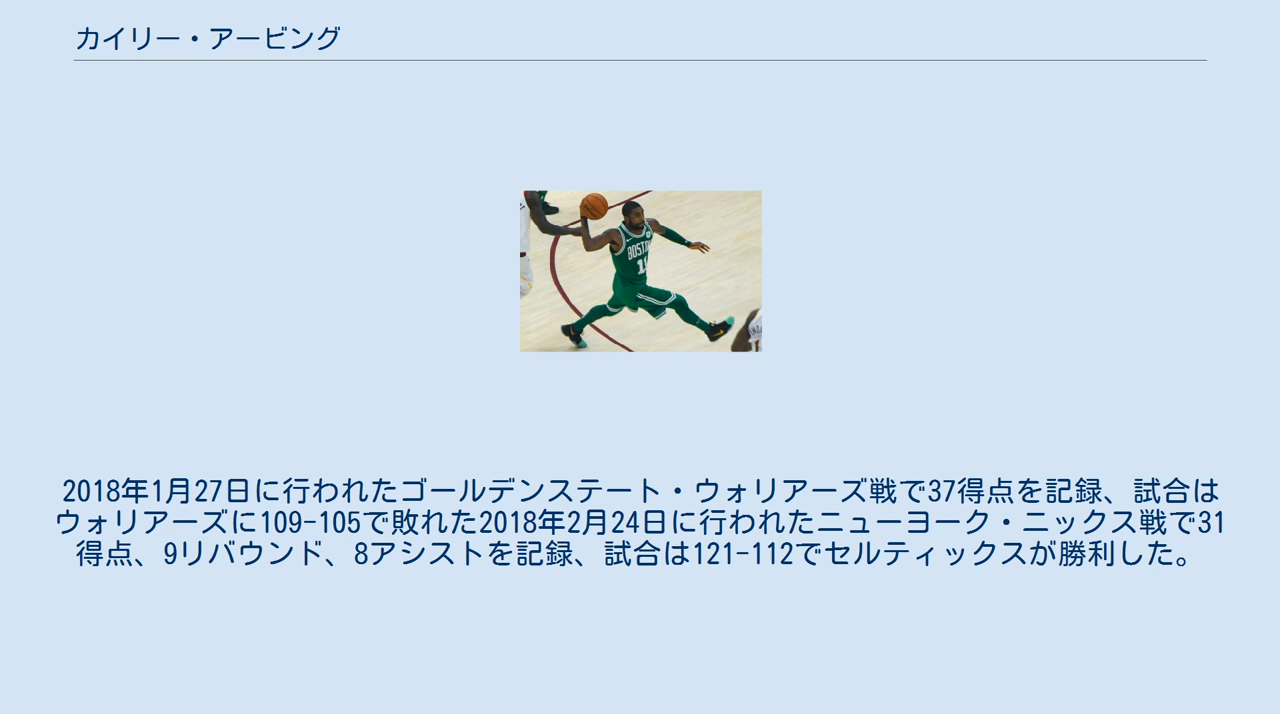 カイリー・アービング
BOSTON
1
2018年1月27日に行われたゴールデンステート・ウォリアーズ戦で37得点を記録、試合は
ウォリアーズに109-105で敗れた2018年2月24日に行われたニューヨーク・ニックス戦で31
得点、9リバウンド、8アシストを記録、試合は121-112でセルティックスが勝利した。